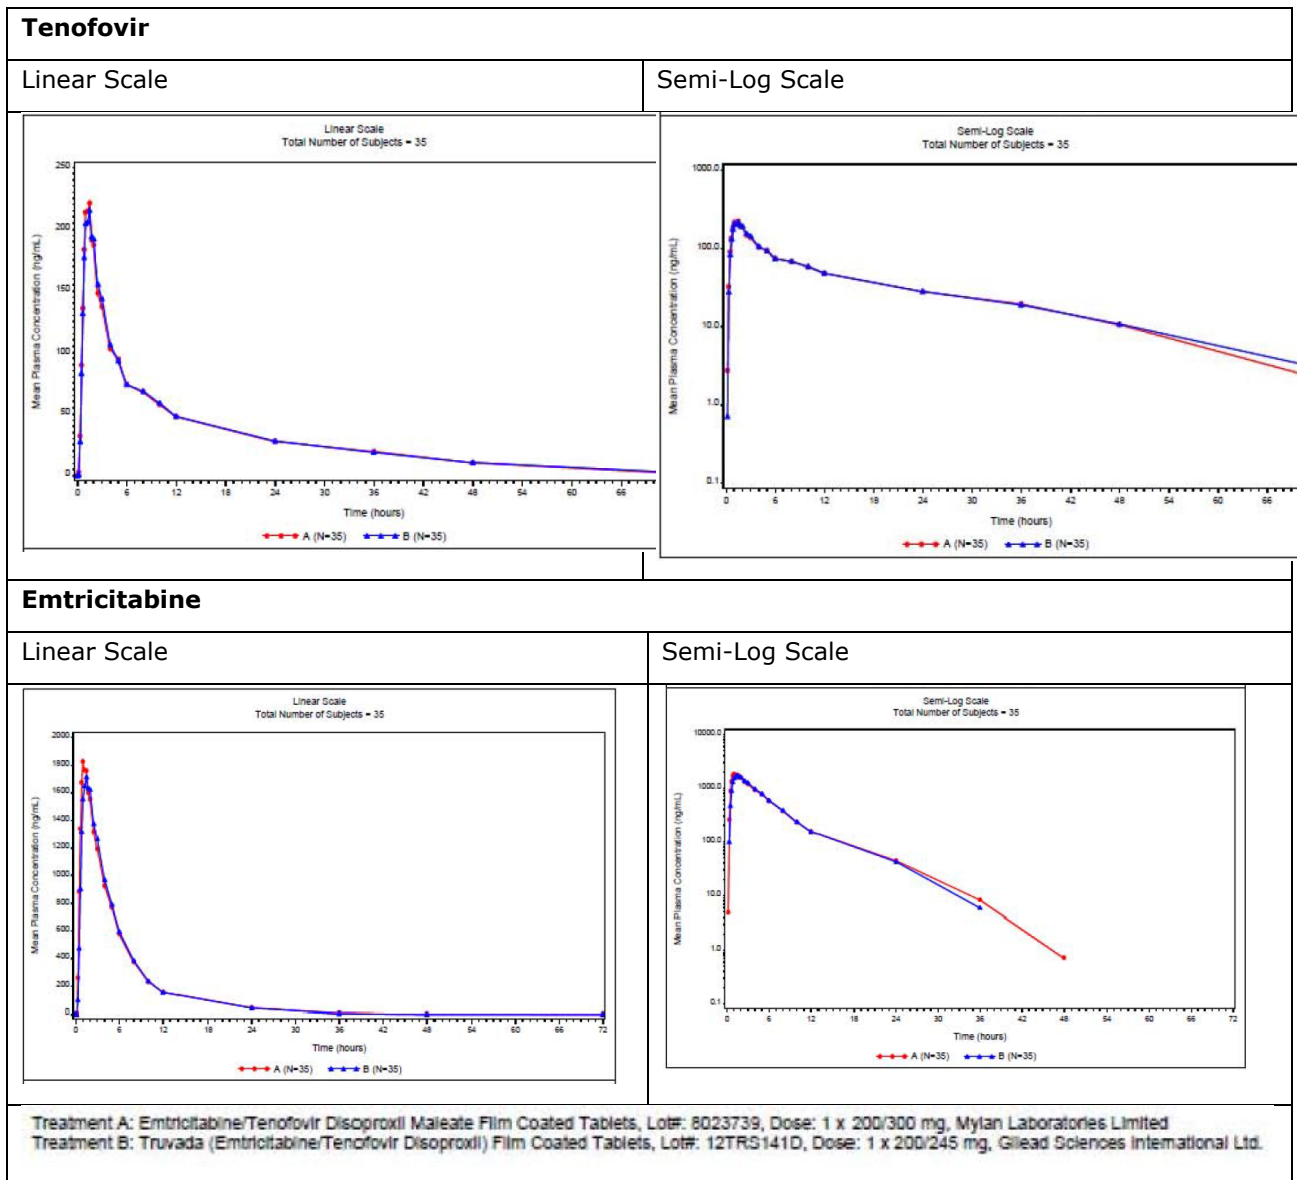 Tenofovir
Linear Scale
Semi-Log Scale
Linear Scale
Total Number of Subjects = 35
250
200
150
100
50
0
Mean Plasma Concentration (ng/mL)
0 6 12 18 24 30 36 42 48 54 60 66
Time (hours)
A (N=35) B (N=35)
Semi-Log Scale
Total Number of Subjects = 35
1000.0
100.0
10.0
1.0
0.1
Mean Plasma Concentration (ng/mL)
0 6 12 18 24 30 36 42 48 54 60 66
Time (hours)
A (N=35) B (N=35)
Emtricitabine
Linear Scale
Semi-Log Scale
Linear Scale
Total Number of Subjects = 35
2000
1800
1600
1400
1200
1000
800
600
400
200
0
Mean Plasma Concentration (ng/mL)
0 6 12 18 24 30 36 42 48 54 60 66 72
Time (hours)
A (N=35) B (N=35)
Semi-Log Scale
Total Number of Subjects = 35
10000.0
1000.0
100.0
10.0
1.0
0.1
Mean Plasma Concentration (ng/mL)
0 6 12 18 24 30 36 42 48 54 60 66 72
Time (hours)
A (N=35) B (N=35)
Treatment A: Emtricitabine/Tenofovir Disoproxil Maleate Film Coated Tablets, Lot#: 8023739, Dose: 1 x 200/300 mg, Mylan Laboratories Limited
Treatment B: Truvada (Emtricitabine/Tenofovir Disoproxil) Film Coated Tablets, Lot#: 12TRS141D, Dose: 1 x 200/245 mg, Gilead Sciences International Ltd.